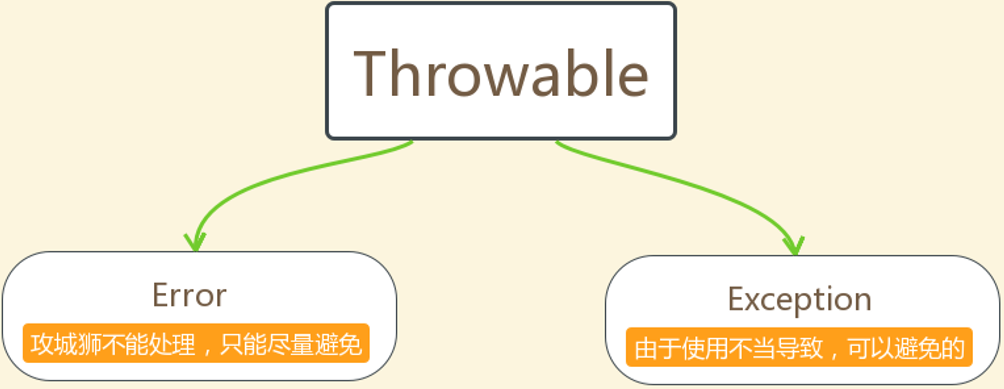 Throwable
Error
攻城狮不能处理，只能尽量避免
Exception
由于使用不当导致，可以避免的